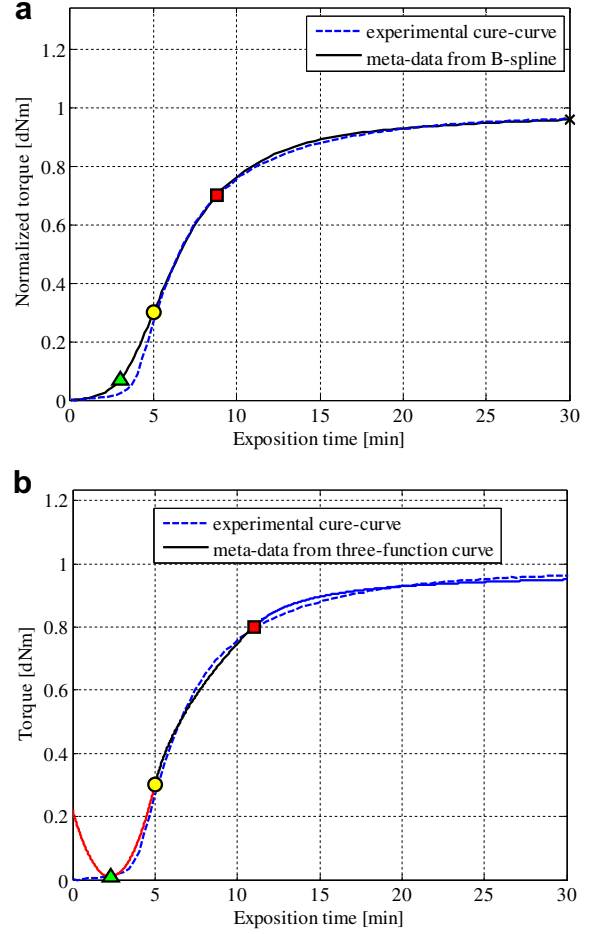 a
experimental cure-curve
meta-data from B-spline
Normalized torque [dNm]
1.2
1
0.8
0.6
0.4
0.2
0
0 5 10 15 20 25 30
Exposition time [min]
b
experimental cure-curve
meta-data from three-function curve
Torque [dNm]
1.2
1
0.8
0.6
0.4
0.2
0
0 5 10 15 20 25 30
Exposition time [min]